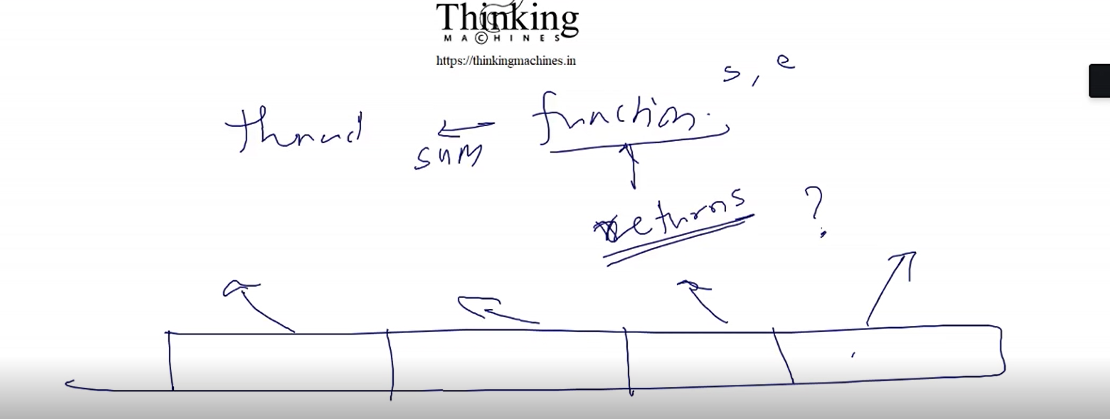 Thinking
MACHINES
https://thinkingmachines.in
s, e
thread
sum
function
returns ?